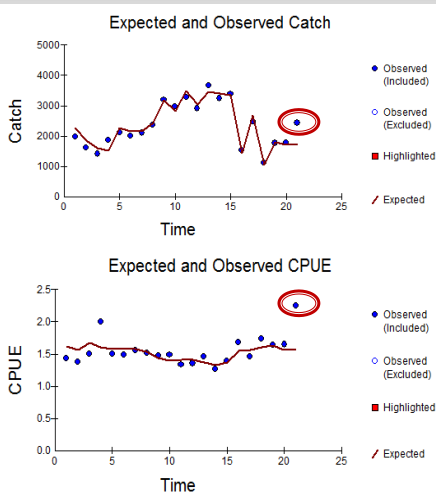 Expected and Observed Catch
5000
4000
3000
2000
1000
0
0
5
10
15
20
25
Catch
Time
Observed
(Included)
Observed
(Excluded)
Highlighted
Expected
Expected and Observed CPUE
2.5
2.0
1.5
1.0
0.5
0.0
0
5
10
15
20
25
CPUE
Time
Observed
(Included)
Observed
(Excluded)
Highlighted
Expected